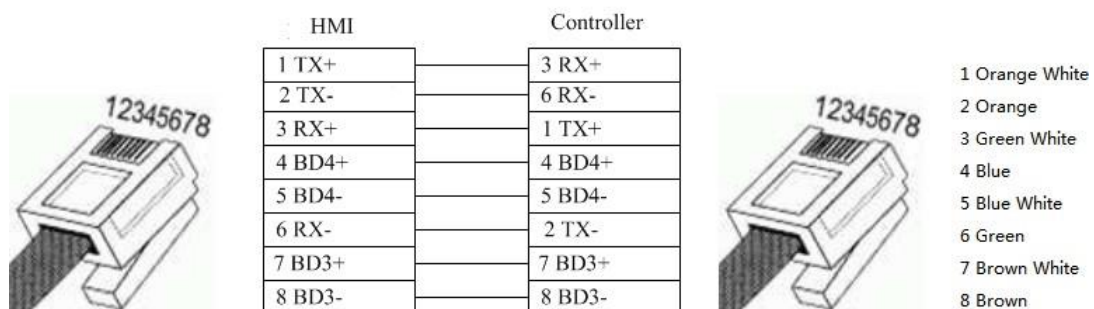 HMI Controller
1 TX+ 3 RX+
2 TX- 6 RX-
3 RX+ 1 TX+
4 BD4+ 4 BD4+
5 BD4- 5 BD4-
6 RX- 2 TX-
7 BD3+ 7 BD3+
8 BD3- 8 BD3-
12345678
12345678
1 Orange White
2 Orange
3 Green White
4 Blue
5 Blue White
6 Green
7 Brown White
8 Brown